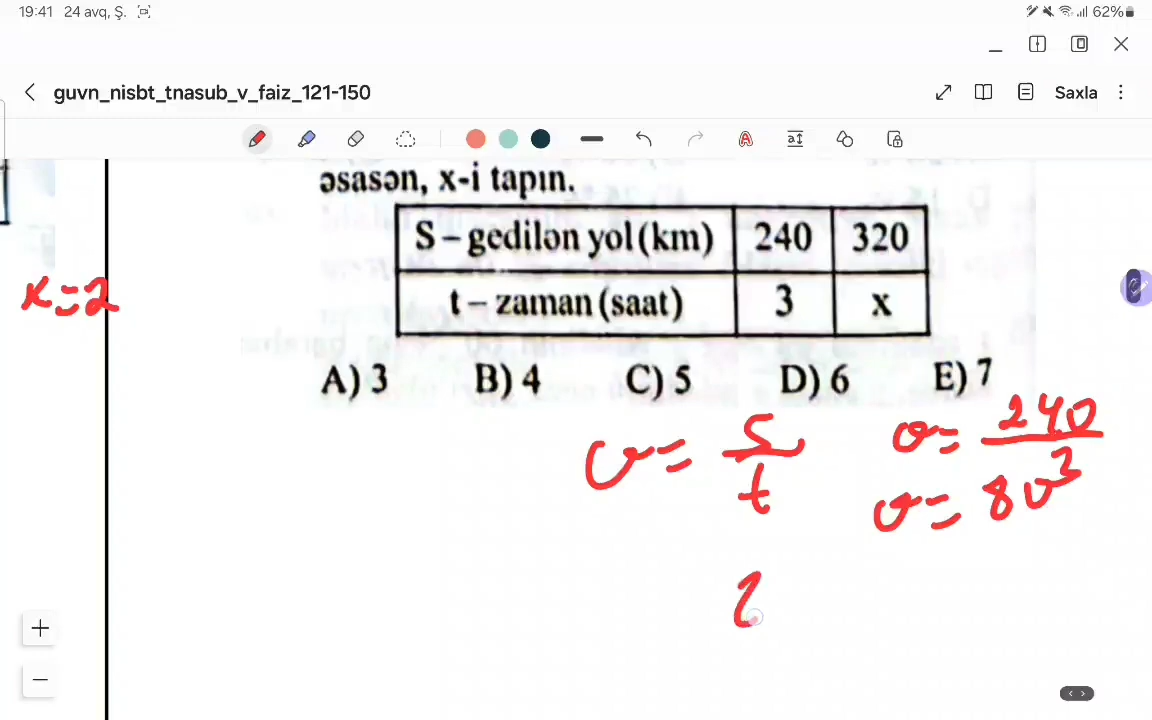 19:41 24 avq, Ş. 62%
guvn_nisbt_tnasub_v_faiz_121-150 Saxla
əsasən, x-i tapın.
S – gedilən yol (km) 240 320
t – zaman (saat) 3 x
A) 3 B) 4 C) 5 D) 6 E) 7
x=2
v = s/t
v = 240/3
v = 80